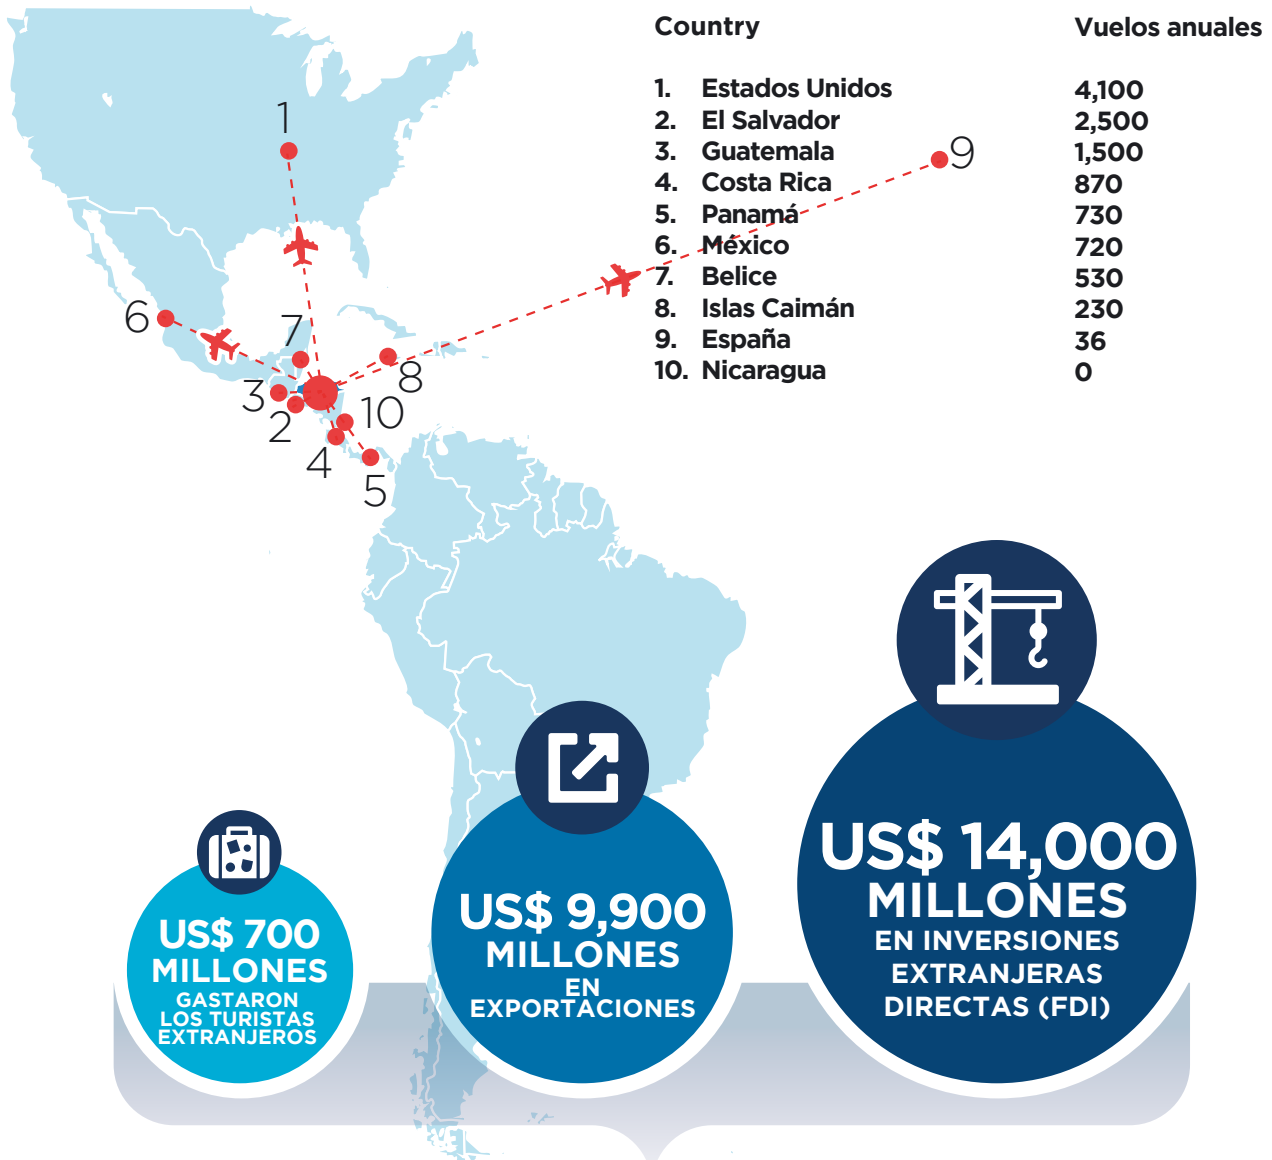 Country Vuelos anuales
1. Estados Unidos 4,100
2. El Salvador 2,500
3. Guatemala 1,500
4. Costa Rica 870
5. Panamá 730
6. México 720
7. Belice 530
8. Islas Caimán 230
9. España 36
10. Nicaragua 0
1
9
6
7
8
3
2
10
4
5
US$ 700
MILLONES
GASTARON
LOS TURISTAS
EXTRANJEROS
US$ 9,900
MILLONES
EN
EXPORTACIONES
US$ 14,000
MILLONES
EN INVERSIONES
EXTRANJERAS
DIRECTAS (FDI)